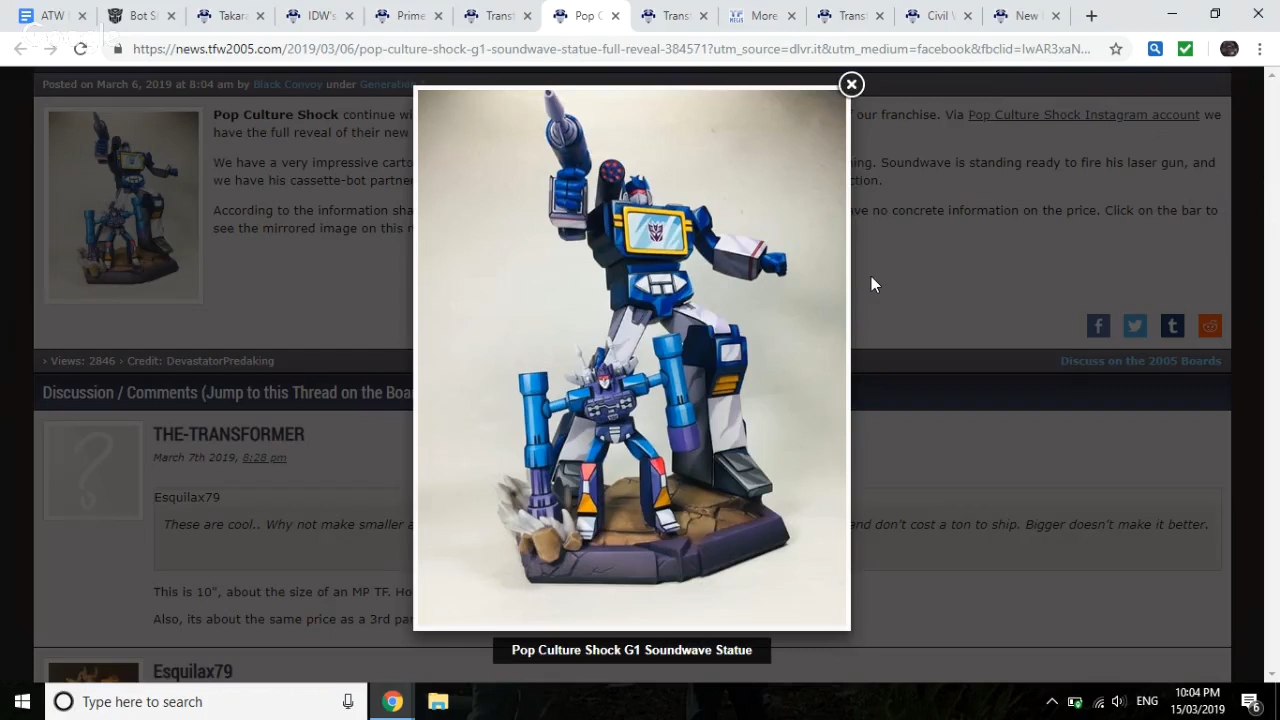 ATW
Bot S
Takara
IDW's
Prime
Transf
Pop C
Transf
More
Transf
Civil
New
https://news.tfw2005.com/2019/03/06/pop-culture-shock-g1-soundwave-statue-full-reveal-384571?utm_source=dlvr.it&utm_medium=facebook&fbclid=IwAR3xaN...
Posted on March 6, 2019 at 8:04 am by Black Convoy under
Pop Culture Shock continue wi
our franchise. Via Pop Culture Shock Instagram account we
have the full reveal of their new
We have a very impressive carto
ning. Soundwave is standing ready to fire his laser gun, and
we have his cassette-bot partne
ction.
According to the information sha
ave no concrete information on the price. Click on the bar to
see the mirrored image on this n
› Views: 2846 › Credit: DevastatorPredaking
Discuss on the 2005 Boards
Discussion / Comments (Jump to this Thread on the Boa
THE-TRANSFORMER
March 7th 2019, 8:28 pm
Esquilax79
These are cool.. Why not make smaller a
and don't cost a ton to ship. Bigger doesn't make it better.
This is 10", about the size of an MP TF. Ho
Also, its about the same price as a 3rd par
Pop Culture Shock G1 Soundwave Statue
Esquilax79
Type here to search
ENG
10:04 PM
15/03/2019
6